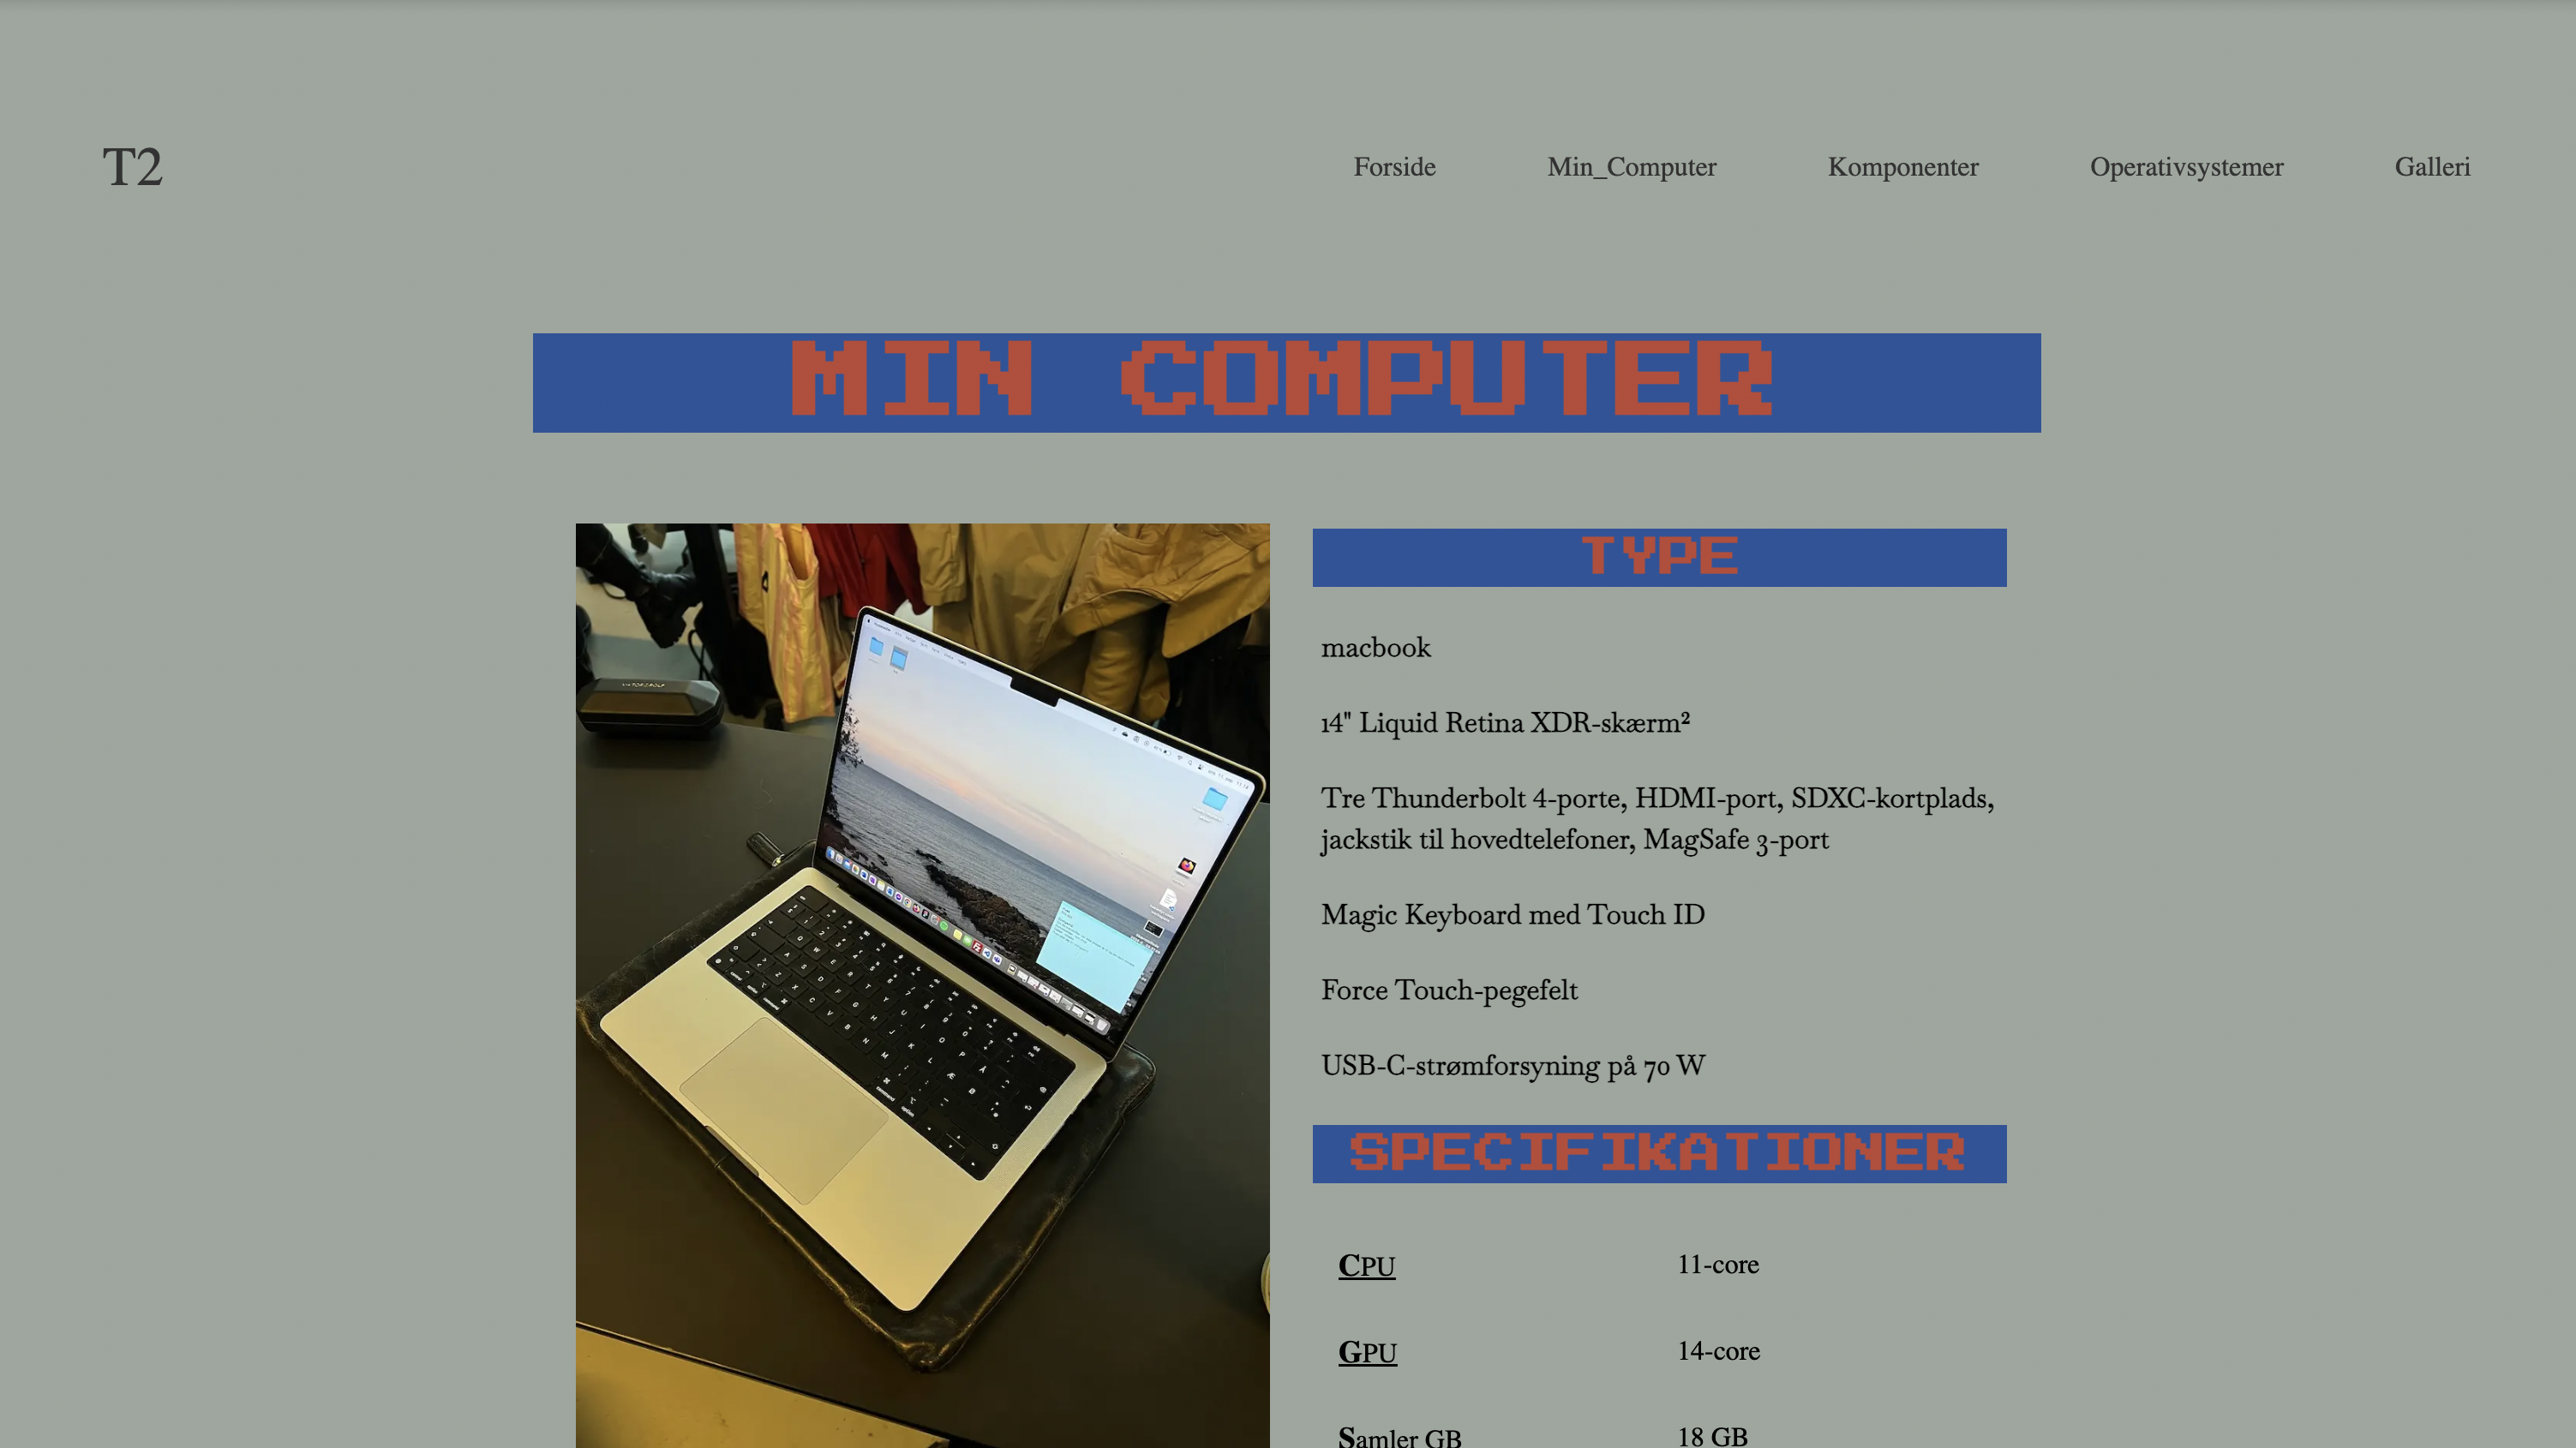 T2
Forside
Min_Computer
Komponenter
Operativsystemer
Galleri
MIN COMPUTER
TYPE
macbook
14" Liquid Retina XDR-skærm²
Tre Thunderbolt 4-porte, HDMI-port, SDXC-kortplads,
jackstik til hovedtelefoner, MagSafe 3-port
Magic Keyboard med Touch ID
Force Touch-pegefelt
USB-C-strømforsyning på 70 W
SPECIFIKATIONER
CPU 11-core
GPU 14-core
Samler GB 18 GB